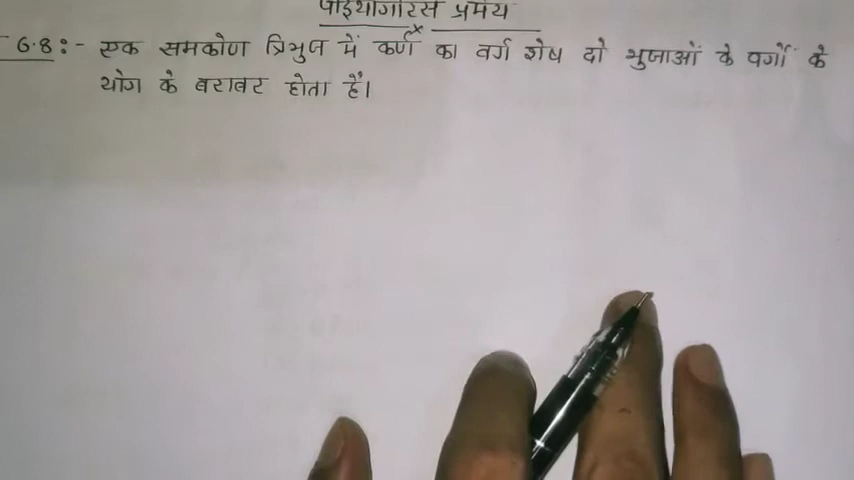 पाइथागोरस प्रमेय
6.8:- एक समकोण त्रिभुज में कर्ण का वर्ग शेष दो भुजाओं के वर्गों के
योग के बराबर होता है।